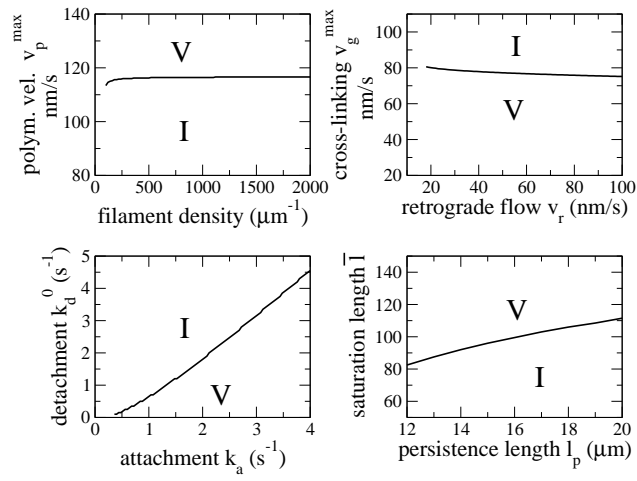 polym. vel. v_p^max
nm/s
140
120
100
80
V
I
0 500 1000 1500 2000
filament density (μm⁻¹)
cross-linking v_g^max
nm/s
100
80
60
40
I
V
20 40 60 80 100
retrograde flow v_r (nm/s)
detachment k_d^0 (s⁻¹)
5
4
3
2
1
0
I
V
0 1 2 3 4
attachment k_a (s⁻¹)
saturation length l̄
140
120
100
80
60
V
I
12 14 16 18 20
persistence length l_p (μm)